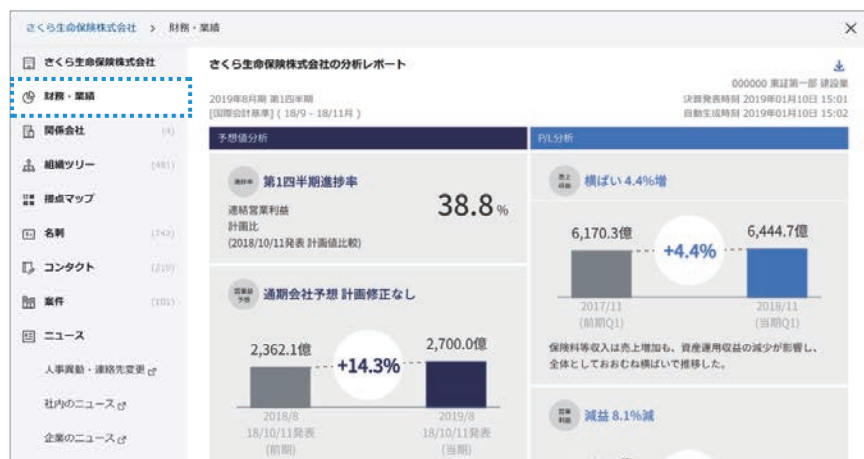 さくら生命保険株式会社 > 財務・業績
さくら生命保険株式会社
財務・業績
関係会社 (4)
組織ツリー (481)
接点マップ
名刺
コンタクト (210)
案件 (101)
ニュース
人事異動・連絡先変更
社内のニュース
企業のニュース
さくら生命保険株式会社の分析レポート
000000 東証第一部 建設業
2019年8月期 第1四半期
[国際会計基準] ( 18/9 - 18/11月 )
決算発表時刻 2019年01月10日 15:01
自動生成時刻 2019年01月10日 15:02
予想値分析
進捗率 第1四半期進捗率
連結営業利益
計画比
(2018/10/11発表 計画値比較)
38.8 %
営業益
予想
通期会社予想 計画修正なし
2,362.1億
+14.3%
2,700.0億
2018/8
18/10/11発表
(前期)
2019/8
18/10/11発表
(当期)
P/L分析
売上
収益
横ばい 4.4%増
6,170.3億
+4.4%
6,444.7億
2017/11
(前期Q1)
2018/11
(当期Q1)
保険料等収入は売上増加も、資産運用収益の減少が影響し、
全体としておおむね横ばいで推移した。
営業
利益
減益 8.1%減